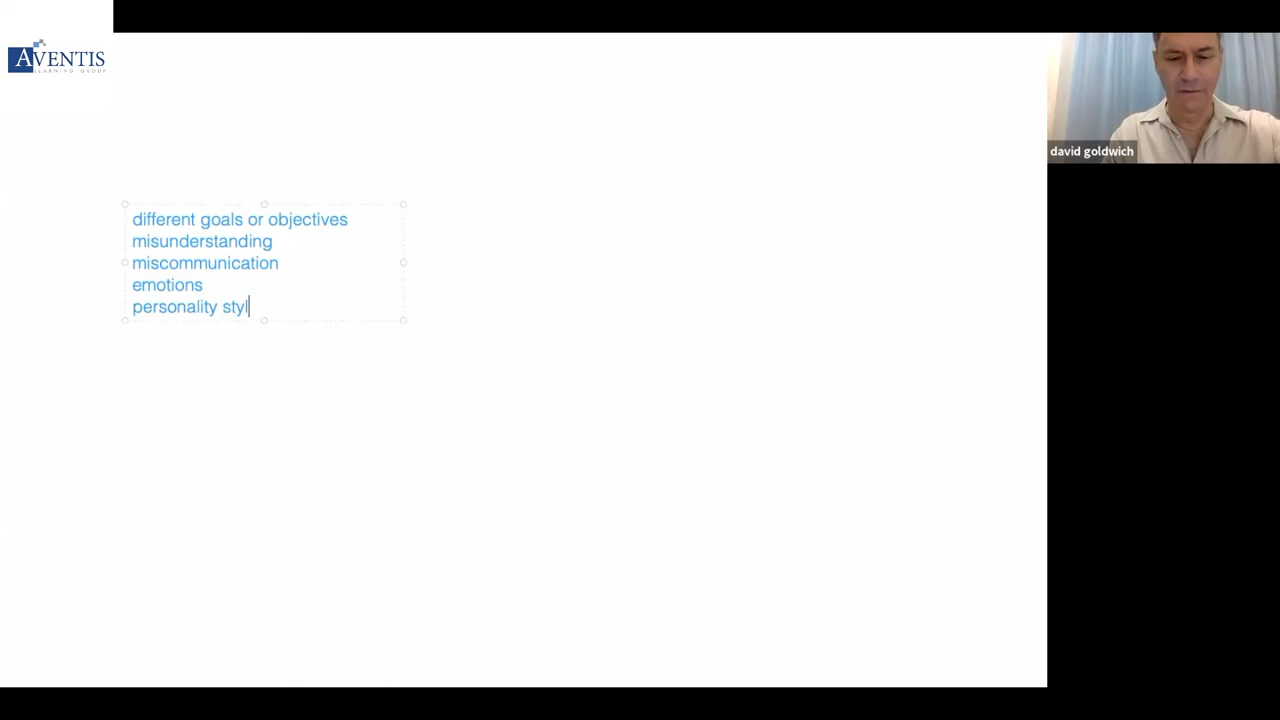 AVENTIS
LEARNING GROUP
david goldwich
different goals or objectives
misunderstanding
miscommunication
emotions
personality styl